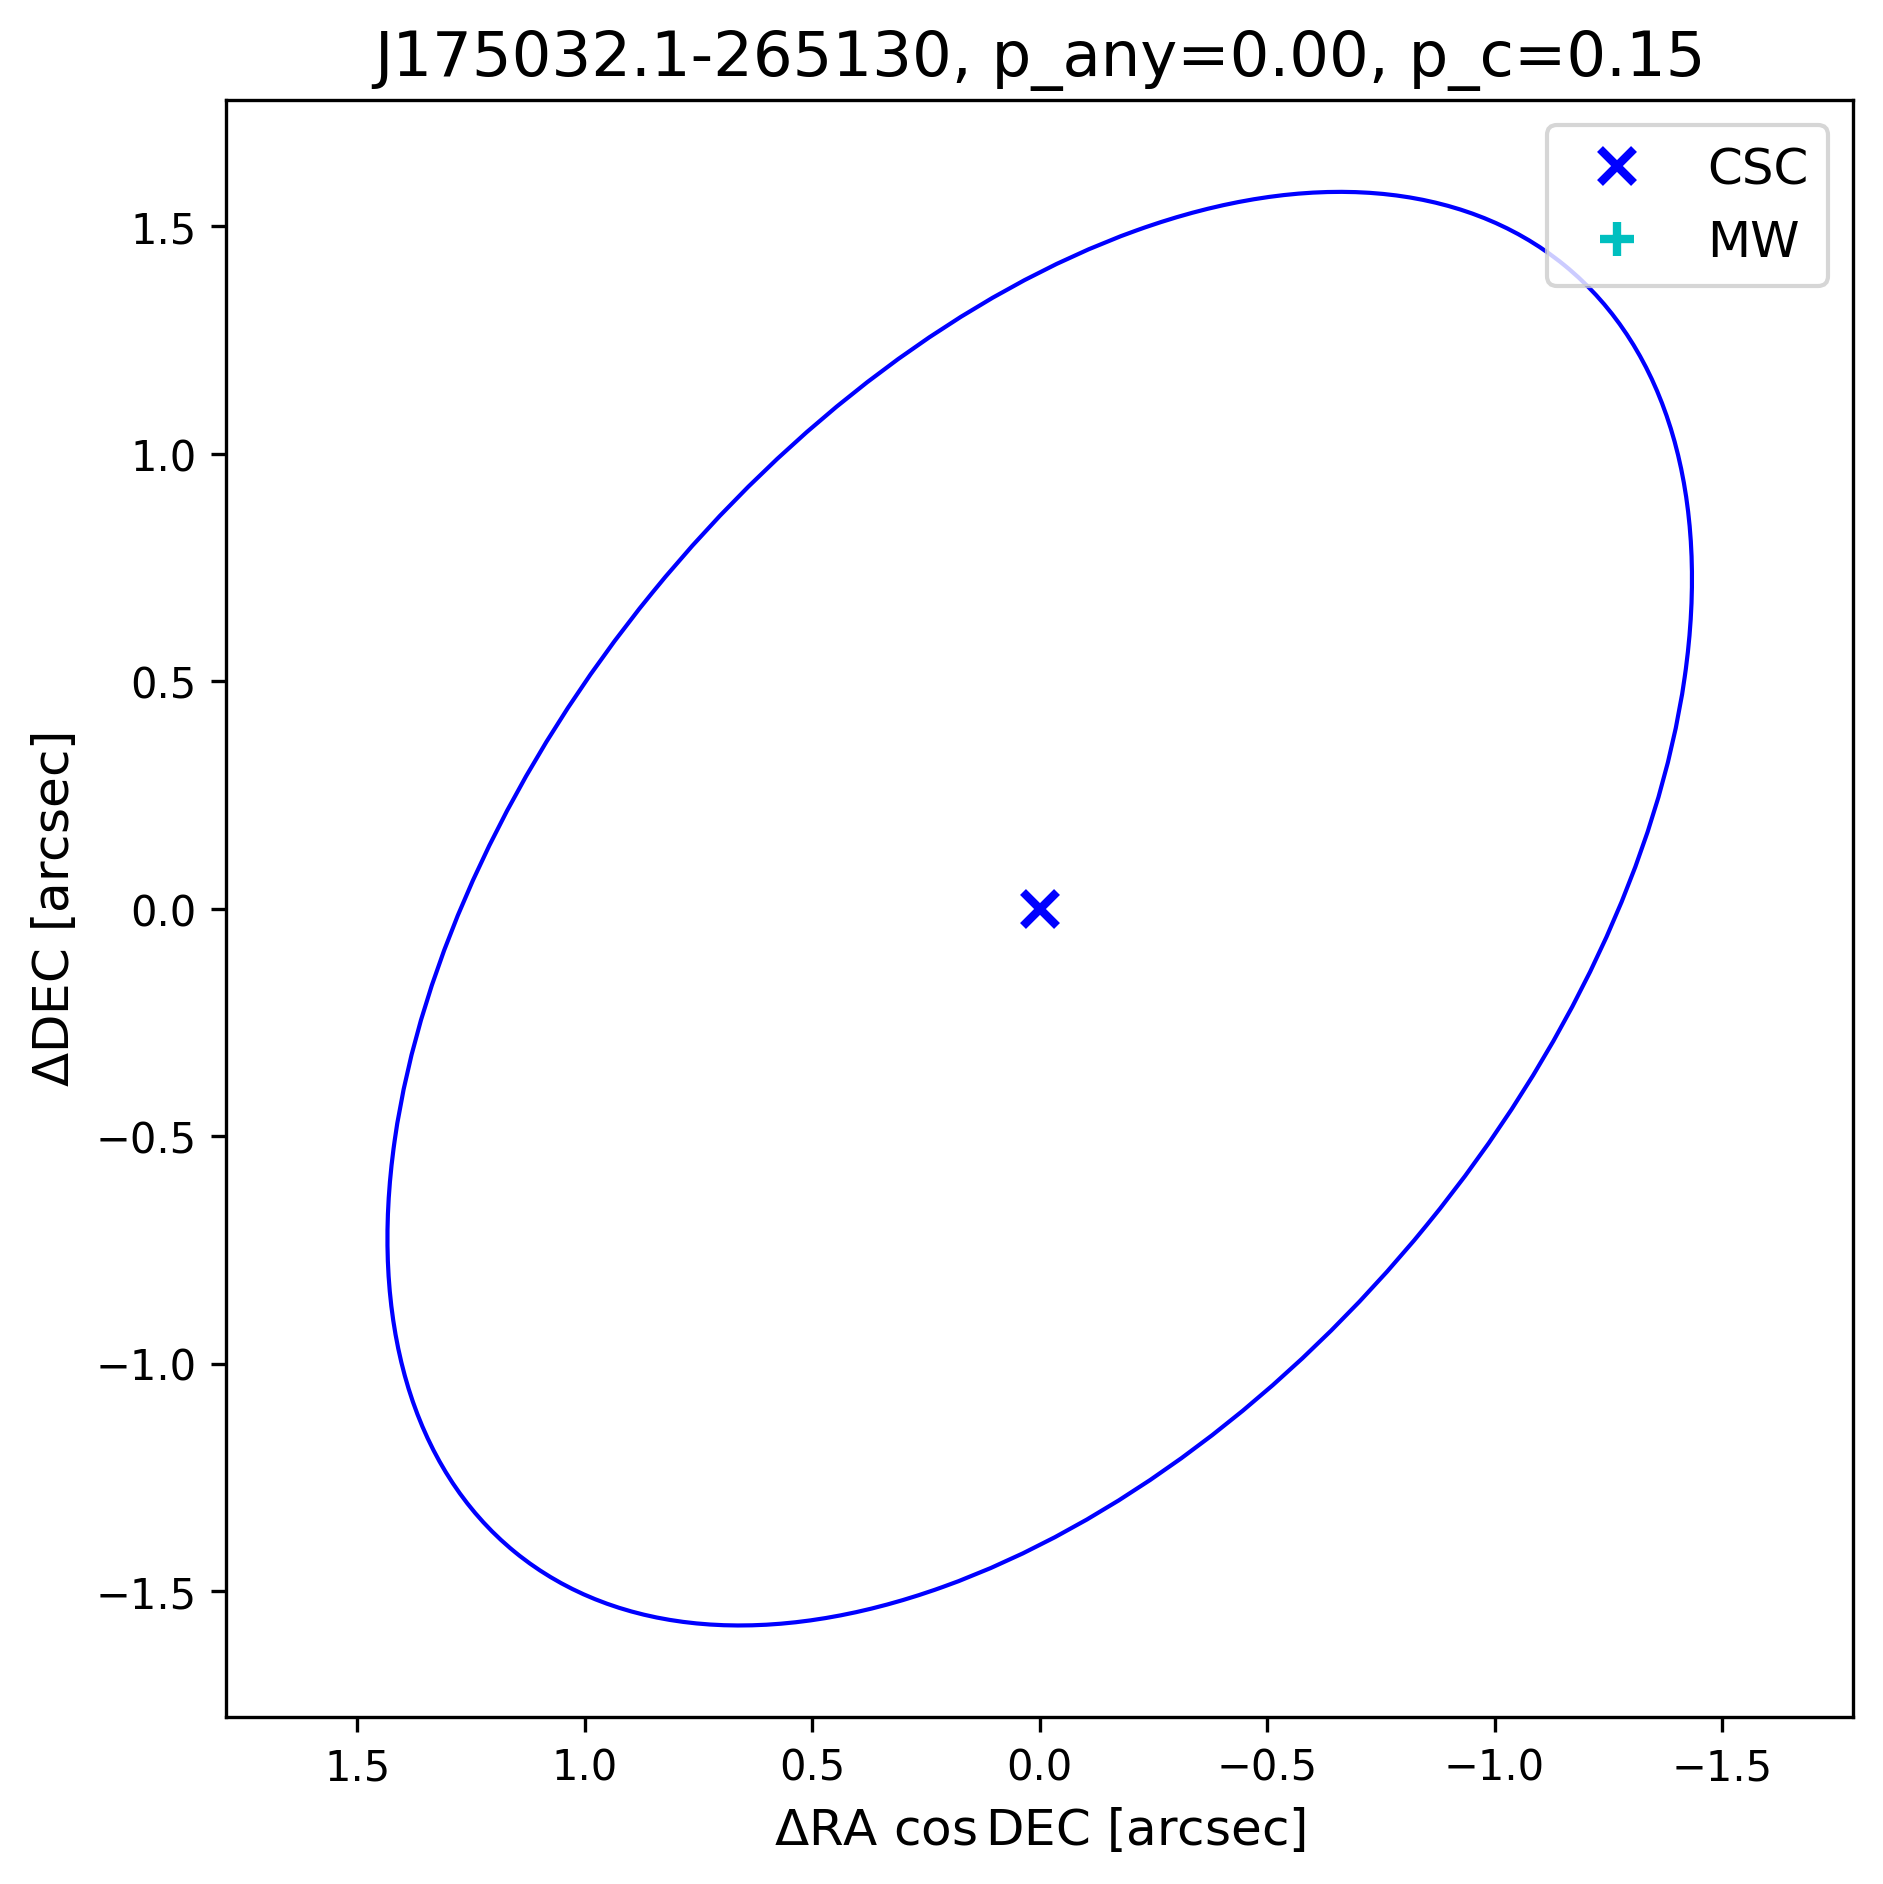 J175032.1-265130, p_any=0.00, p_c=0.15
CSC
MW
1.5
1.0
0.5
0.0
−0.5
−1.0
−1.5
ΔDEC [arcsec]
1.5 1.0 0.5 0.0 −0.5 −1.0 −1.5
ΔRA cos DEC [arcsec]